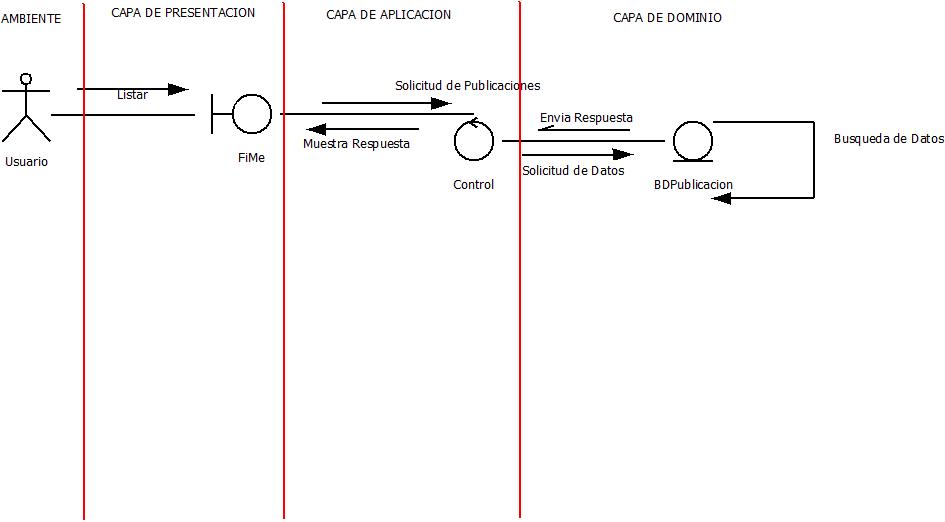 AMBIENTE
CAPA DE PRESENTACION
CAPA DE APLICACION
CAPA DE DOMINIO
Listar
Solicitud de Publicaciones
Muestra Respuesta
Envia Respuesta
Solicitud de Datos
Busqueda de Datos
Usuario
FiMe
Control
BDPublicacion